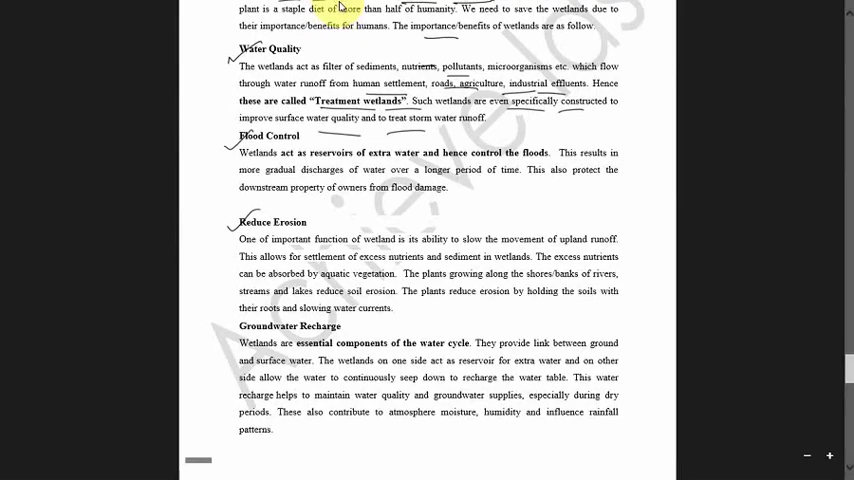 plant is a staple diet of more than half of humanity. We need to save the wetlands due to
their importance/benefits for humans. The importance/benefits of wetlands are as follow.
Water Quality
The wetlands act as filter of sediments, nutrients, pollutants, microorganisms etc. which flow
through water runoff from human settlement, roads, agriculture, industrial effluents. Hence
these are called “Treatment wetlands”. Such wetlands are even specifically constructed to
improve surface water quality and to treat storm water runoff.
Flood Control
Wetlands act as reservoirs of extra water and hence control the floods. This results in
more gradual discharges of water over a longer period of time. This also protect the
downstream property of owners from flood damage.
Reduce Erosion
One of important function of wetland is its ability to slow the movement of upland runoff.
This allows for settlement of excess nutrients and sediment in wetlands. The excess nutrients
can be absorbed by aquatic vegetation. The plants growing along the shores/banks of rivers,
streams and lakes reduce soil erosion. The plants reduce erosion by holding the soils with
their roots and slowing water currents.
Groundwater Recharge
Wetlands are essential components of the water cycle. They provide link between ground
and surface water. The wetlands on one side act as reservoir for extra water and on other
side allow the water to continuously seep down to recharge the water table. This water
recharge helps to maintain water quality and groundwater supplies, especially during dry
periods. These also contribute to atmosphere moisture, humidity and influence rainfall
patterns.